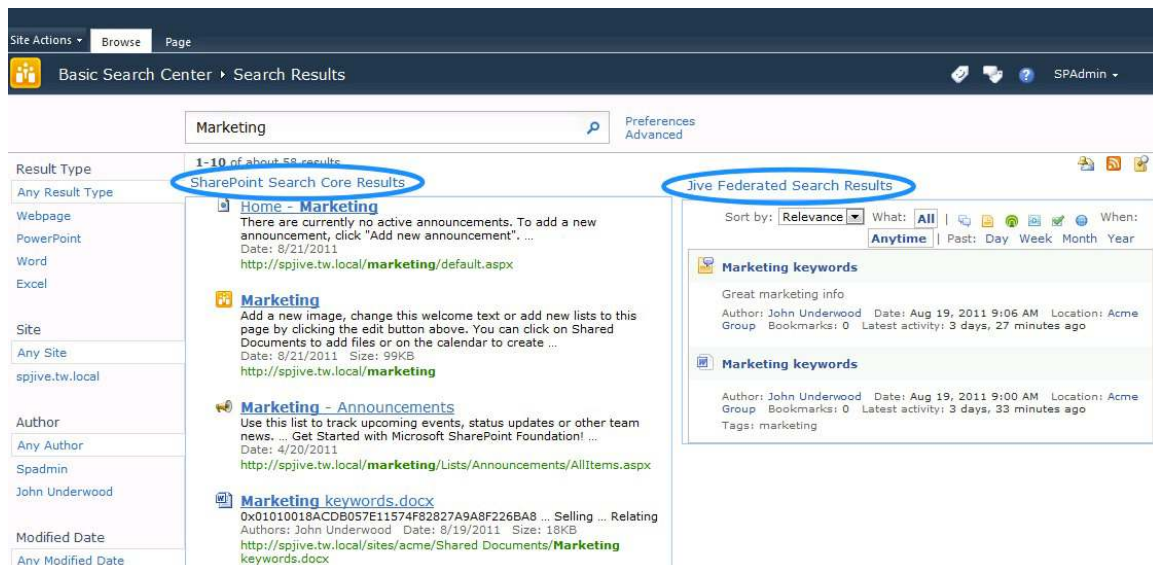 Site Actions Browse Page
Basic Search Center Search Results SPAdmin
Marketing
Preferences
Advanced
Result Type
Any Result Type
Webpage
PowerPoint
Word
Excel
Site
Any Site
spjive.tw.local
Author
Any Author
Spadmin
John Underwood
Modified Date
Any Modified Date
1-10 of about 58 results
SharePoint Search Core Results
Home - Marketing
There are currently no active announcements. To add a new
announcement, click "Add new announcement". ...
Date: 8/21/2011
http://spjive.tw.local/marketing/default.aspx
Marketing
Add a new image, change this welcome text or add new lists to this
page by clicking the edit button above. You can click on Shared
Documents to add files or on the calendar to create ...
Date: 8/21/2011 Size: 99KB
http://spjive.tw.local/marketing
Marketing - Announcements
Use this list to track upcoming events, status updates or other team
news. ... Get Started with Microsoft SharePoint Foundation! ...
Date: 4/20/2011
http://spjive.tw.local/marketing/Lists/Announcements/AllItems.aspx
Marketing keywords.docx
0x01010018ACDB057E11574F82827A9A8F226BA8 ... Selling ... Relating
Authors: John Underwood Date: 8/19/2011 Size: 18KB
http://spjive.tw.local/sites/acme/Shared Documents/Marketing
keywords.docx
Jive Federated Search Results
Sort by: Relevance What: All | When:
Anytime | Past: Day Week Month Year
Marketing keywords
Great marketing info
Author: John Underwood Date: Aug 19, 2011 9:06 AM Location: Acme
Group Bookmarks: 0 Latest activity: 3 days, 27 minutes ago
Marketing keywords
Author: John Underwood Date: Aug 19, 2011 9:00 AM Location: Acme
Group Bookmarks: 0 Latest activity: 3 days, 33 minutes ago
Tags: marketing